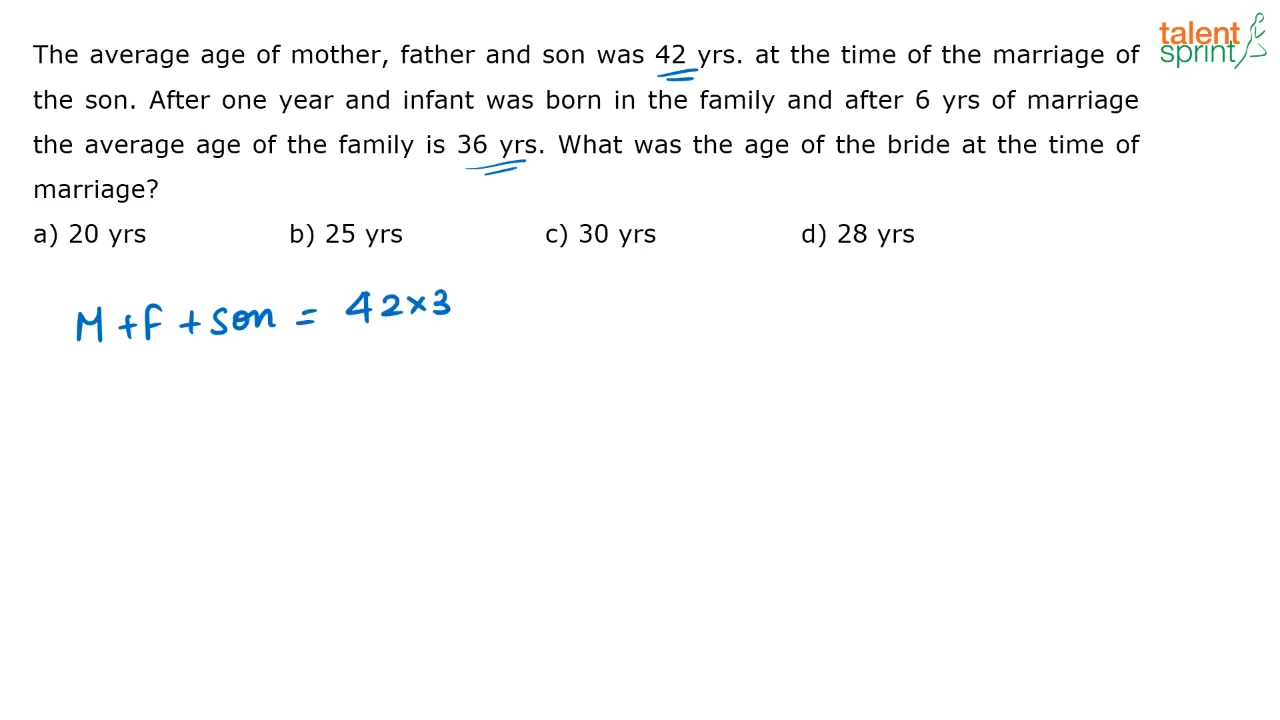 talent
sprint
The average age of mother, father and son was 42 yrs. at the time of the marriage of
the son. After one year and infant was born in the family and after 6 yrs of marriage
the average age of the family is 36 yrs. What was the age of the bride at the time of
marriage?
a) 20 yrs b) 25 yrs c) 30 yrs d) 28 yrs
M + F + son = 42×3